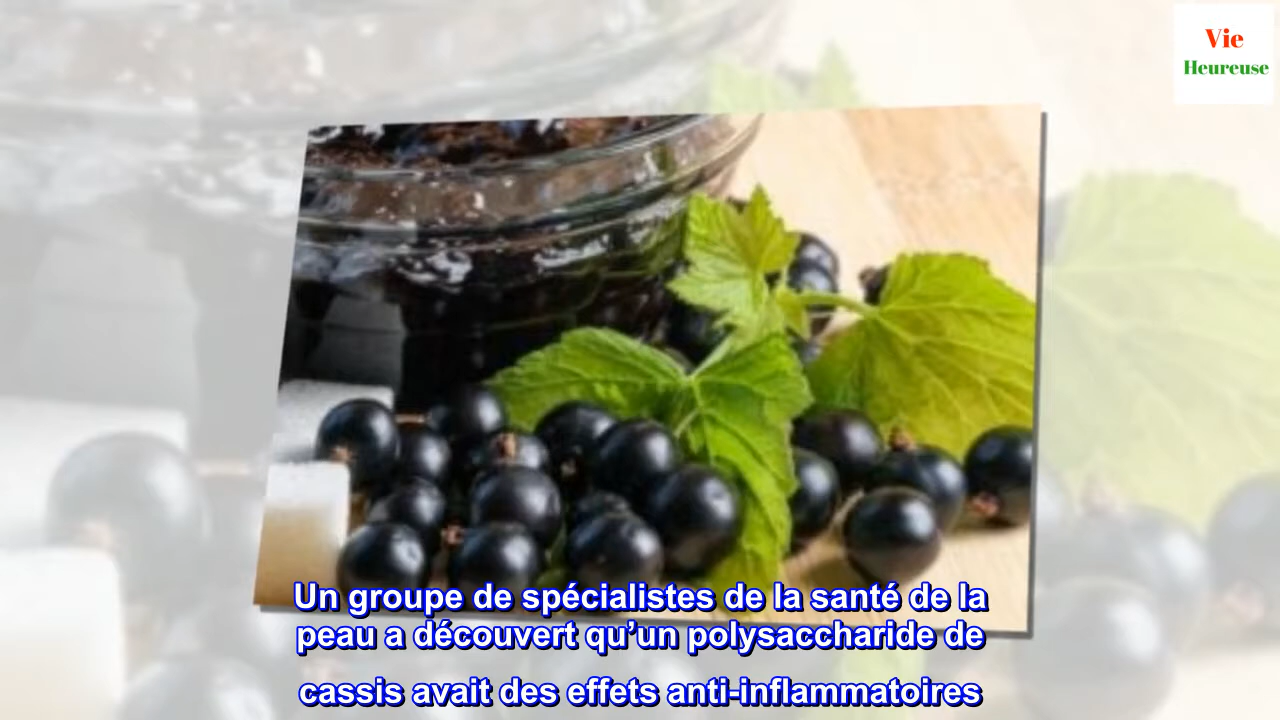 Vie
Heureuse
Un groupe de spécialistes de la santé de la
peau a découvert qu’un polysaccharide de
cassis avait des effets anti-inflammatoires